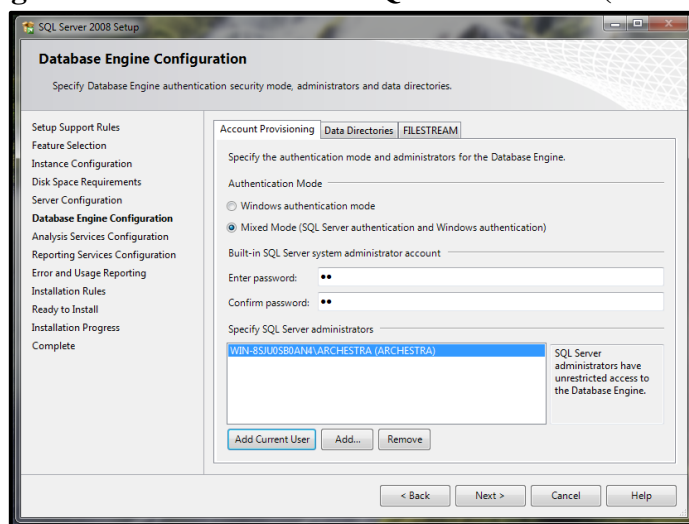 SQL Server 2008 Setup
Database Engine Configuration
Specify Database Engine authentication security mode, administrators and data directories.
Setup Support Rules
Feature Selection
Instance Configuration
Disk Space Requirements
Server Configuration
Database Engine Configuration
Analysis Services Configuration
Reporting Services Configuration
Error and Usage Reporting
Installation Rules
Ready to Install
Installation Progress
Complete
Account Provisioning Data Directories FILESTREAM
Specify the authentication mode and administrators for the Database Engine.
Authentication Mode
Windows authentication mode
Mixed Mode (SQL Server authentication and Windows authentication)
Built-in SQL Server system administrator account
Enter password: ●●
Confirm password: ●●
Specify SQL Server administrators
WIN-8SJU0SB0AN4\ARCHESTRA (ARCHESTRA)
SQL Server
administrators have
unrestricted access to
the Database Engine.
Add Current User Add... Remove
< Back Next > Cancel Help